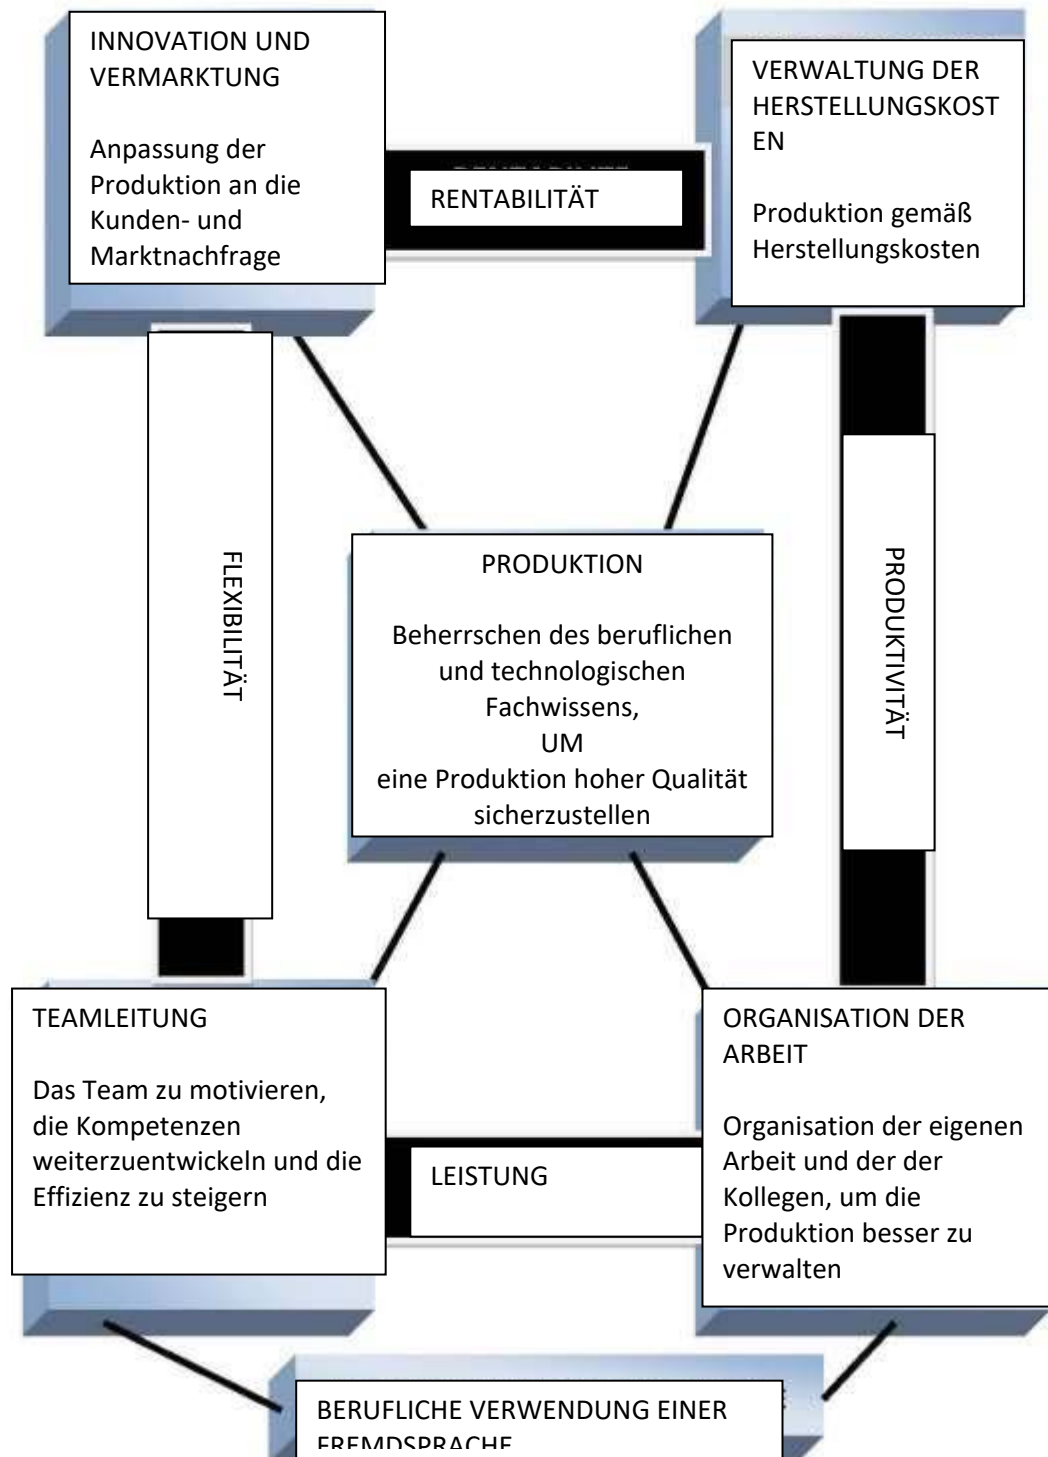 INNOVATION UND
VERMARKTUNG
Anpassung der
Produktion an die
Kunden- und
Marktnachfrage
RENTABILITÄT
VERWALTUNG DER
HERSTELLUNGSKOST
EN
Produktion gemäß
Herstellungskosten
FLEXIBILITÄT
PRODUKTION
Beherrschen des beruflichen
und technologischen
Fachwissens,
UM
eine Produktion hoher Qualität
sicherzustellen
PRODUKTIVITÄT
TEAMLEITUNG
Das Team zu motivieren,
die Kompetenzen
weiterzuentwickeln und die
Effizienz zu steigern
LEISTUNG
ORGANISATION DER
ARBEIT
Organisation der eigenen
Arbeit und der der
Kollegen, um die
Produktion besser zu
verwalten
BERUFLICHE VERWENDUNG EINER
FREMDSPRACHE